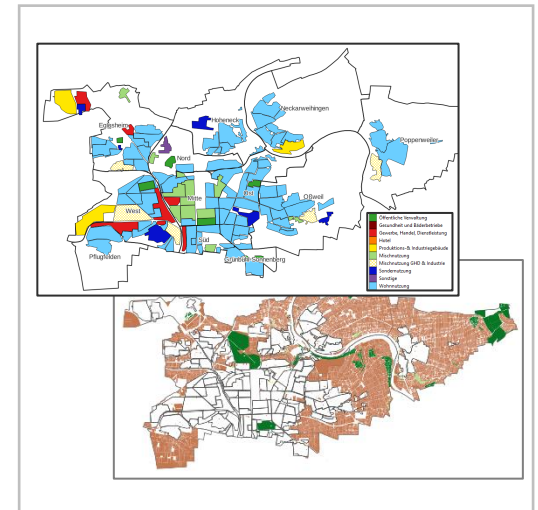 Neckarweihingen
Hoheneck
Eglosheim
Poppenweiler
Nord
Ost
Oßweil
Mitte
West
Süd
Pflugfelden
Grünbühl-Sonnenberg
Öffentliche Verwaltung
Gesundheit und Bäderbetriebe
Gewerbe, Handel, Dienstleistung
Hotel
Produktions-& Industriegebäude
Mischnutzung
Mischnutzung GHD & Industrie
Sondernutzung
Sonstige
Wohnnutzung